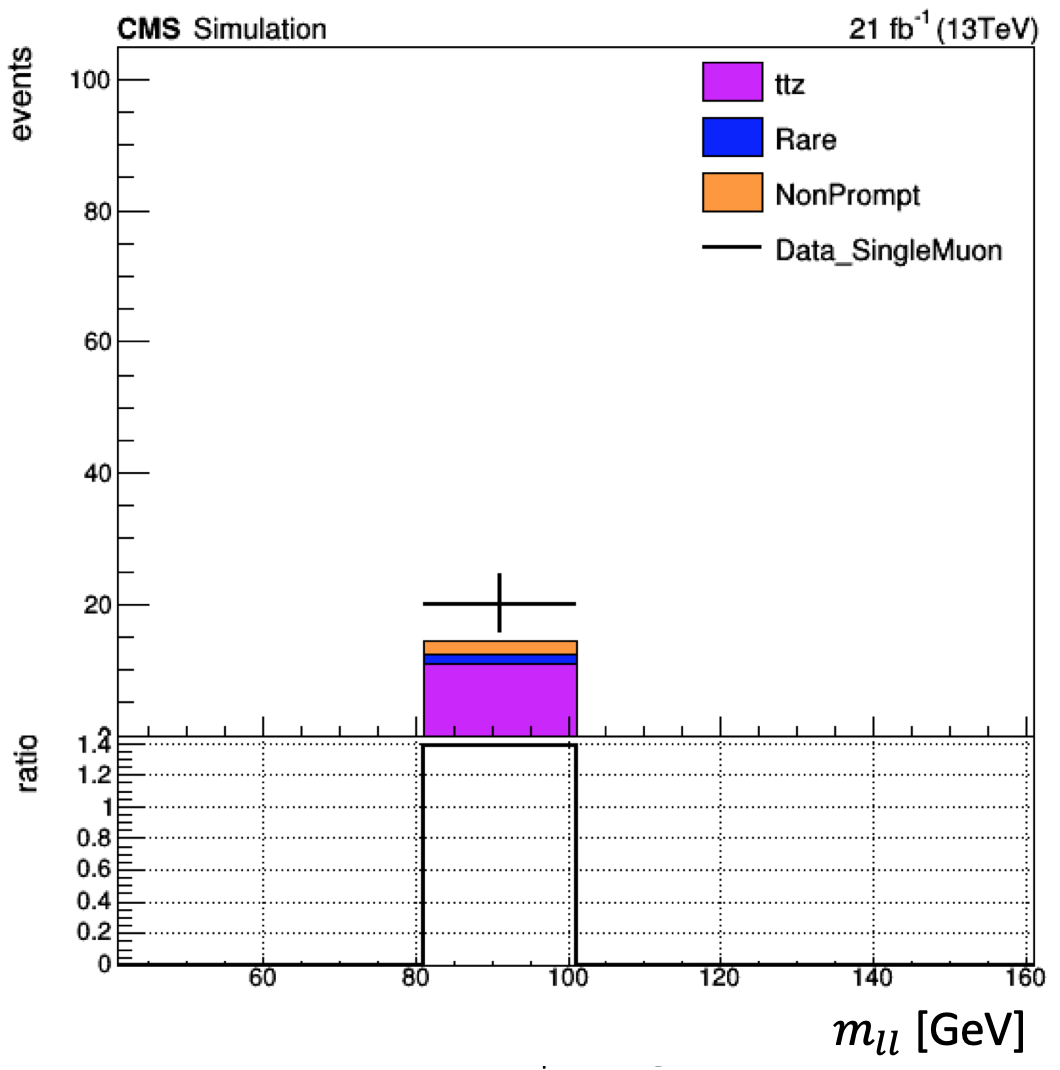 CMS Simulation 21 fb-1 (13TeV)
events
100
80
60
40
20
ttz
Rare
NonPrompt
Data_SingleMuon
ratio
1.4
1.2
1
0.8
0.6
0.4
0.2
0
60 80 100 120 140 160
mll [GeV]